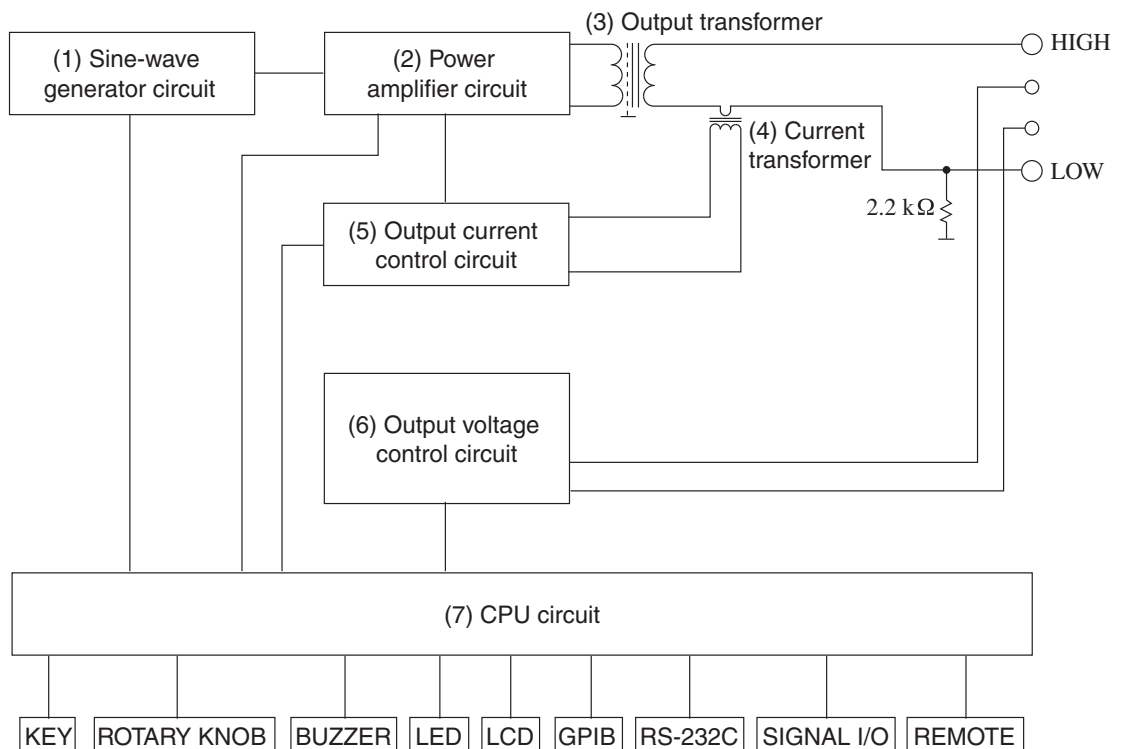 (3) Output transformer
(1) Sine-wave
generator circuit
(2) Power
amplifier circuit
HIGH
(4) Current
transformer
LOW
2.2 kΩ
(5) Output current
control circuit
(6) Output voltage
control circuit
(7) CPU circuit
KEY
ROTARY KNOB
BUZZER
LED
LCD
GPIB
RS-232C
SIGNAL I/O
REMOTE